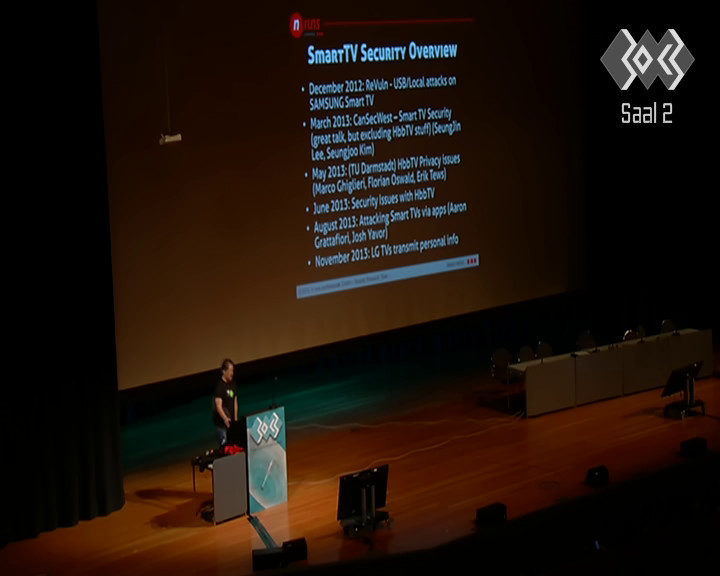 n runs
SmartTV Security Overview
• December 2012: ReVuln - USB/Local attacks on
SAMSUNG Smart TV
• March 2013: CanSecWest – Smart TV Security
(great talk, but excluding HbbTV stuff) (SeungJin
Lee, Seungjoo Kim)
• May 2013: (TU Darmstadt) HbbTV Privacy issues
(Marco Ghiglieri, Florian Oswald, Erik Tews)
• June 2013: Security Issues with HbbTV
• August 2013: Attacking Smart TVs via apps (Aaron
Grattafiori, Josh Yavor)
• November 2013: LG TVs transmit personal info
30C3
Saal 2
30C3